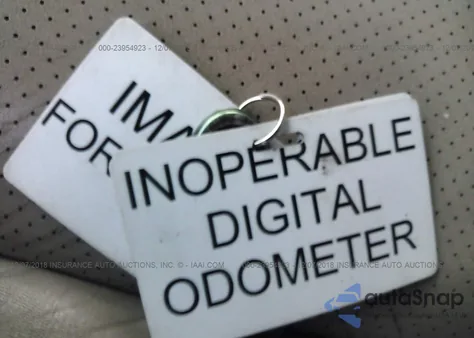 000-23954923 - 12/0
IMA
FOR
INOPERABLE
DIGITAL
ODOMETER
/2018 INSURANCE AUTO AUCTIONS, INC. © - IAAI.COM
2018 INSURANCE AUTO AUCTION
autoSnap